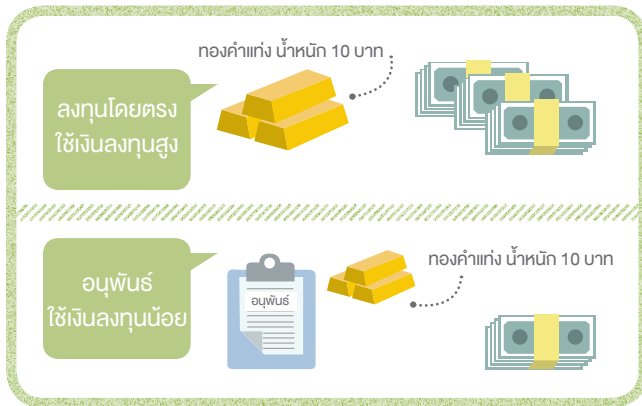 ทองคำแท่ง น้ำหนัก 10 บาท
ลงทุนโดยตรง
ใช้เงินลงทุนสูง
อนุพันธ์
ใช้เงินลงทุนน้อย
อนุพันธ์
ทองคำแท่ง น้ำหนัก 10 บาท